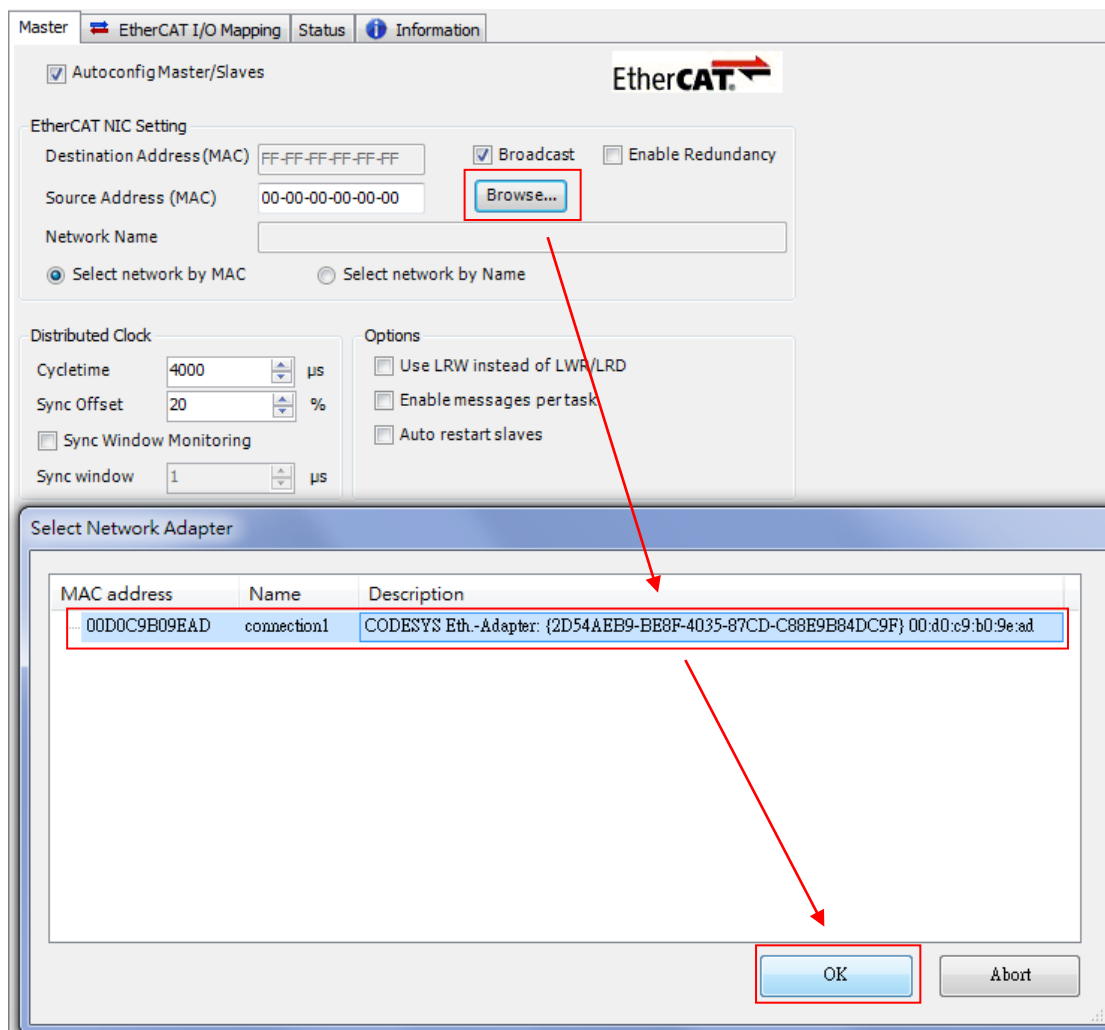 Master EtherCAT I/O Mapping Status Information
Autoconfig Master/Slaves
EtherCAT.
EtherCAT NIC Setting
Destination Address (MAC) FF-FF-FF-FF-FF-FF Broadcast Enable Redundancy
Source Address (MAC) 00-00-00-00-00-00 Browse...
Network Name
Select network by MAC Select network by Name
Distributed Clock
Cycletime 4000 µs
Sync Offset 20 %
Sync Window Monitoring
Sync window 1 µs
Options
Use LRW instead of LWR/LRD
Enable messages per task
Auto restart slaves
Select Network Adapter
MAC address Name Description
00D0C9B09EAD connection1 CODESYS Eth.-Adapter: {2D54AEB9-BE8F-4035-87CD-C88E9B84DC9F} 00:d0:c9:b0:9e:ad
OK Abort